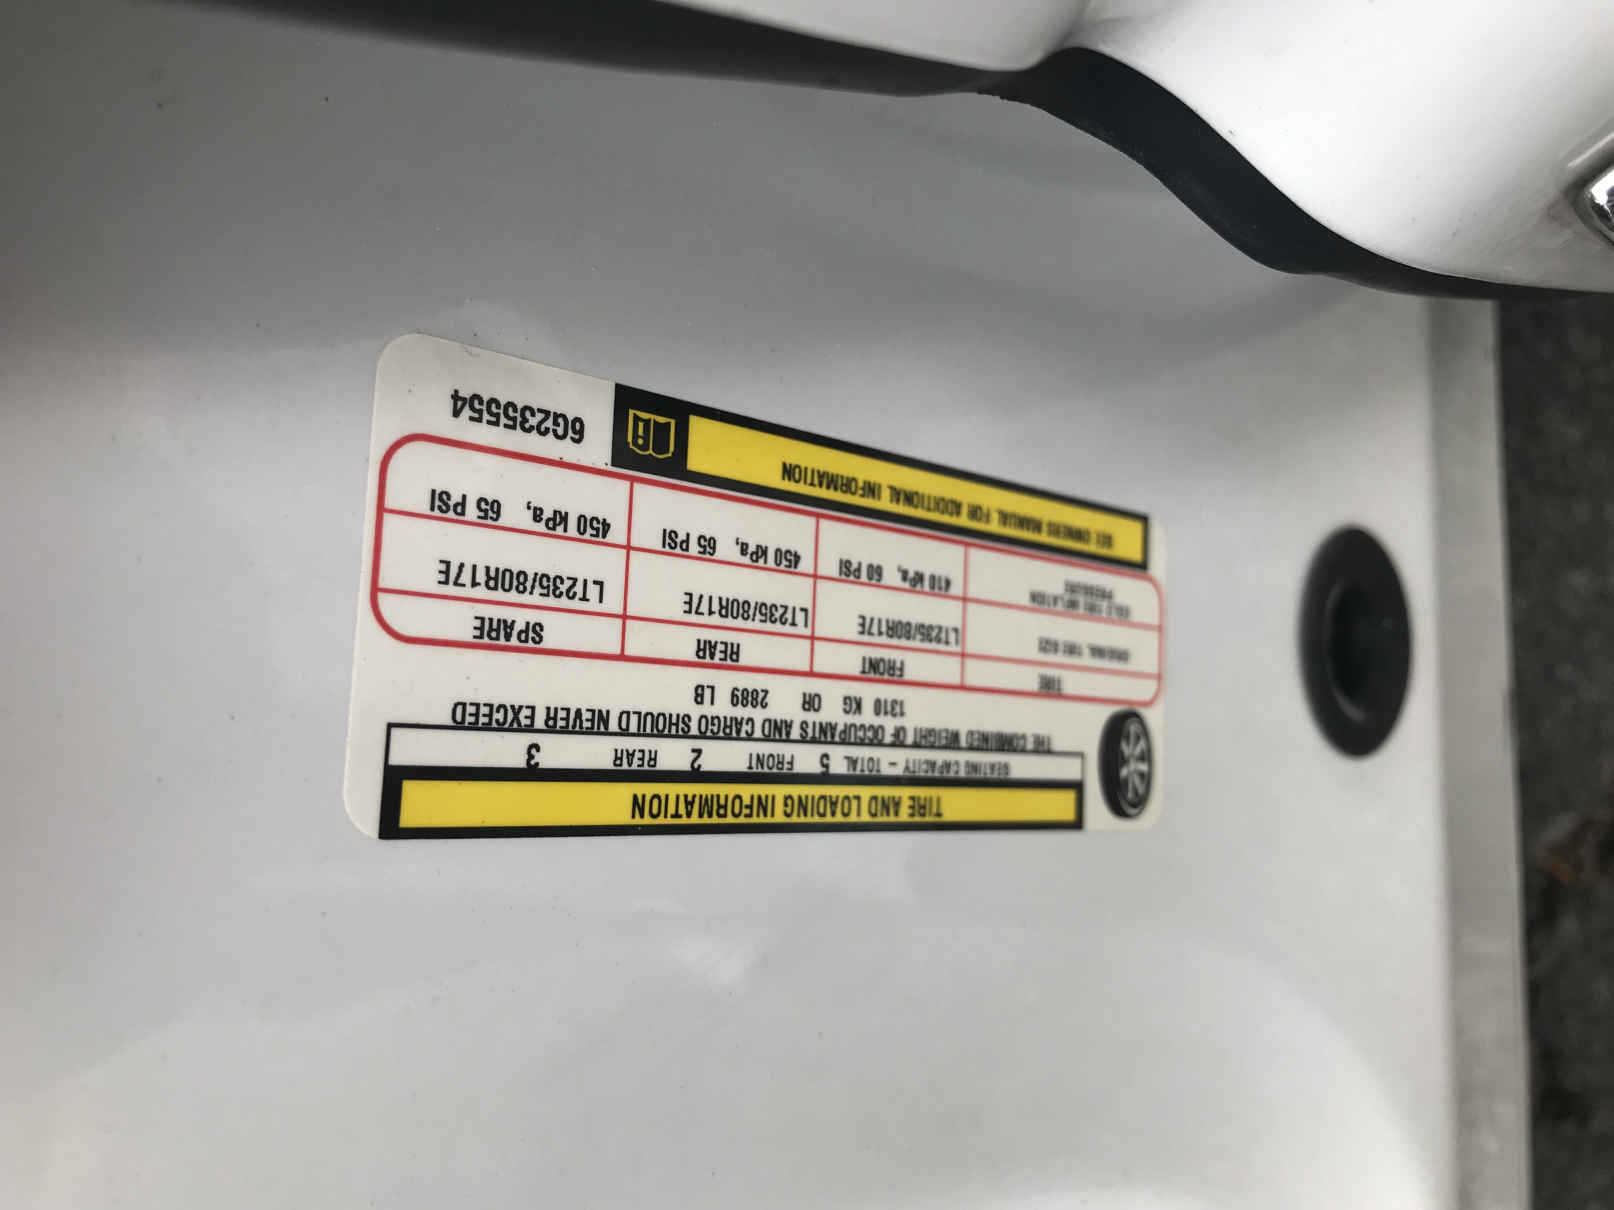 TIRE AND LOADING INFORMATION
SEATING CAPACITY – TOTAL 5 FRONT 2 REAR 3
THE COMBINED WEIGHT OF OCCUPANTS AND CARGO SHOULD NEVER EXCEED
1310 KG OR 2889 LB
TIRE FRONT REAR SPARE
ORIGINAL TIRE SIZE LT235/80R17E LT235/80R17E LT235/80R17E
COLD TIRE INFLATION PRESSURE 410 kPa, 60 PSI 450 kPa, 65 PSI 450 kPa, 65 PSI
SEE OWNERS MANUAL FOR ADDITIONAL INFORMATION
6G235554